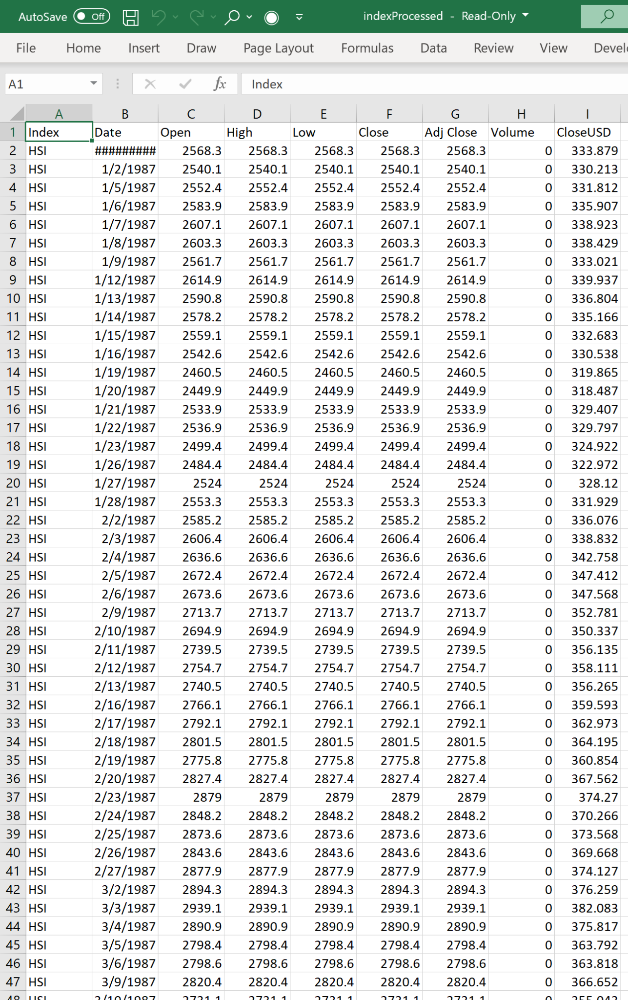 AutoSave Off indexProcessed - Read-Only
File Home Insert Draw Page Layout Formulas Data Review View Devel
A1 fx Index
A B C D E F G H I
1 Index Date Open High Low Close Adj Close Volume CloseUSD
2 HSI ######### 2568.3 2568.3 2568.3 2568.3 2568.3 0 333.879
3 HSI 1/2/1987 2540.1 2540.1 2540.1 2540.1 2540.1 0 330.213
4 HSI 1/5/1987 2552.4 2552.4 2552.4 2552.4 2552.4 0 331.812
5 HSI 1/6/1987 2583.9 2583.9 2583.9 2583.9 2583.9 0 335.907
6 HSI 1/7/1987 2607.1 2607.1 2607.1 2607.1 2607.1 0 338.923
7 HSI 1/8/1987 2603.3 2603.3 2603.3 2603.3 2603.3 0 338.429
8 HSI 1/9/1987 2561.7 2561.7 2561.7 2561.7 2561.7 0 333.021
9 HSI 1/12/1987 2614.9 2614.9 2614.9 2614.9 2614.9 0 339.937
10 HSI 1/13/1987 2590.8 2590.8 2590.8 2590.8 2590.8 0 336.804
11 HSI 1/14/1987 2578.2 2578.2 2578.2 2578.2 2578.2 0 335.166
12 HSI 1/15/1987 2559.1 2559.1 2559.1 2559.1 2559.1 0 332.683
13 HSI 1/16/1987 2542.6 2542.6 2542.6 2542.6 2542.6 0 330.538
14 HSI 1/19/1987 2460.5 2460.5 2460.5 2460.5 2460.5 0 319.865
15 HSI 1/20/1987 2449.9 2449.9 2449.9 2449.9 2449.9 0 318.487
16 HSI 1/21/1987 2533.9 2533.9 2533.9 2533.9 2533.9 0 329.407
17 HSI 1/22/1987 2536.9 2536.9 2536.9 2536.9 2536.9 0 329.797
18 HSI 1/23/1987 2499.4 2499.4 2499.4 2499.4 2499.4 0 324.922
19 HSI 1/26/1987 2484.4 2484.4 2484.4 2484.4 2484.4 0 322.972
20 HSI 1/27/1987 2524 2524 2524 2524 2524 0 328.12
21 HSI 1/28/1987 2553.3 2553.3 2553.3 2553.3 2553.3 0 331.929
22 HSI 2/2/1987 2585.2 2585.2 2585.2 2585.2 2585.2 0 336.076
23 HSI 2/3/1987 2606.4 2606.4 2606.4 2606.4 2606.4 0 338.832
24 HSI 2/4/1987 2636.6 2636.6 2636.6 2636.6 2636.6 0 342.758
25 HSI 2/5/1987 2672.4 2672.4 2672.4 2672.4 2672.4 0 347.412
26 HSI 2/6/1987 2673.6 2673.6 2673.6 2673.6 2673.6 0 347.568
27 HSI 2/9/1987 2713.7 2713.7 2713.7 2713.7 2713.7 0 352.781
28 HSI 2/10/1987 2694.9 2694.9 2694.9 2694.9 2694.9 0 350.337
29 HSI 2/11/1987 2739.5 2739.5 2739.5 2739.5 2739.5 0 356.135
30 HSI 2/12/1987 2754.7 2754.7 2754.7 2754.7 2754.7 0 358.111
31 HSI 2/13/1987 2740.5 2740.5 2740.5 2740.5 2740.5 0 356.265
32 HSI 2/16/1987 2766.1 2766.1 2766.1 2766.1 2766.1 0 359.593
33 HSI 2/17/1987 2792.1 2792.1 2792.1 2792.1 2792.1 0 362.973
34 HSI 2/18/1987 2801.5 2801.5 2801.5 2801.5 2801.5 0 364.195
35 HSI 2/19/1987 2775.8 2775.8 2775.8 2775.8 2775.8 0 360.854
36 HSI 2/20/1987 2827.4 2827.4 2827.4 2827.4 2827.4 0 367.562
37 HSI 2/23/1987 2879 2879 2879 2879 2879 0 374.27
38 HSI 2/24/1987 2848.2 2848.2 2848.2 2848.2 2848.2 0 370.266
39 HSI 2/25/1987 2873.6 2873.6 2873.6 2873.6 2873.6 0 373.568
40 HSI 2/26/1987 2843.6 2843.6 2843.6 2843.6 2843.6 0 369.668
41 HSI 2/27/1987 2877.9 2877.9 2877.9 2877.9 2877.9 0 374.127
42 HSI 3/2/1987 2894.3 2894.3 2894.3 2894.3 2894.3 0 376.259
43 HSI 3/3/1987 2939.1 2939.1 2939.1 2939.1 2939.1 0 382.083
44 HSI 3/4/1987 2890.9 2890.9 2890.9 2890.9 2890.9 0 375.817
45 HSI 3/5/1987 2798.4 2798.4 2798.4 2798.4 2798.4 0 363.792
46 HSI 3/6/1987 2798.6 2798.6 2798.6 2798.6 2798.6 0 363.818
47 HSI 3/9/1987 2820.4 2820.4 2820.4 2820.4 2820.4 0 366.652